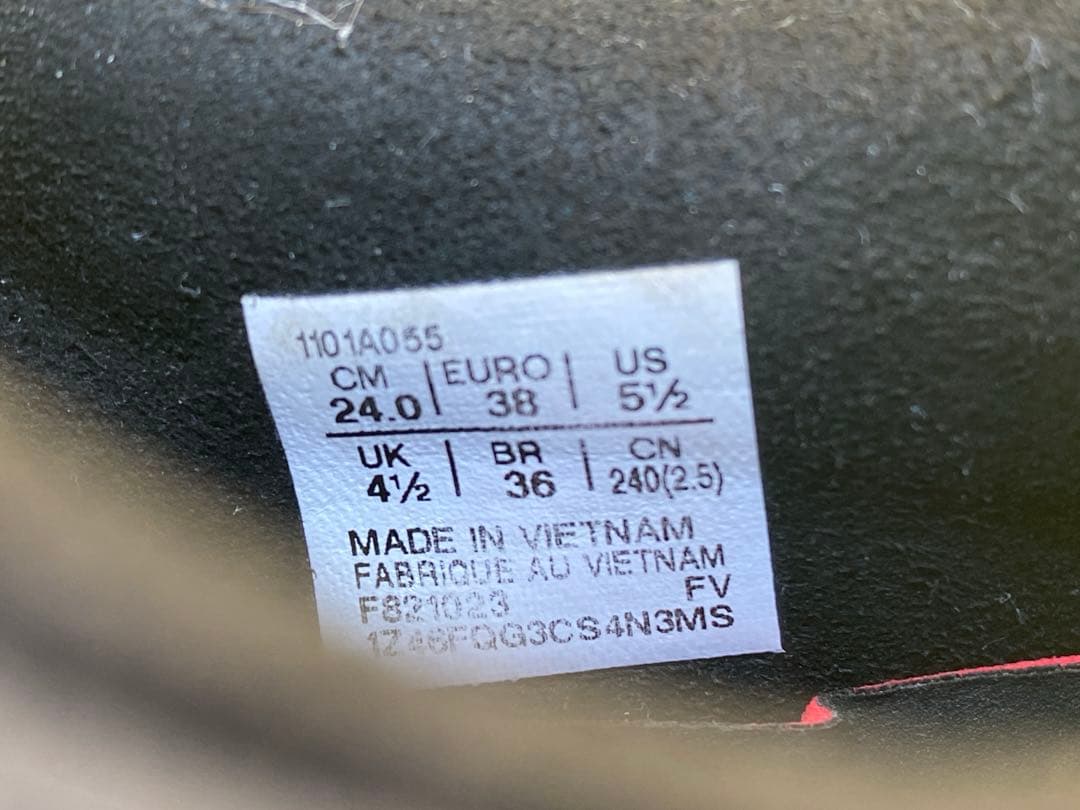 1101A055
CM | EURO | US
24.0 | 38 | 5½
UK | BR | CN
4½ | 36 | 240(2.5)
MADE IN VIETNAM
FABRIQUE AU VIETNAM
F821023 FV
1Z46FQG3CS4N3MS